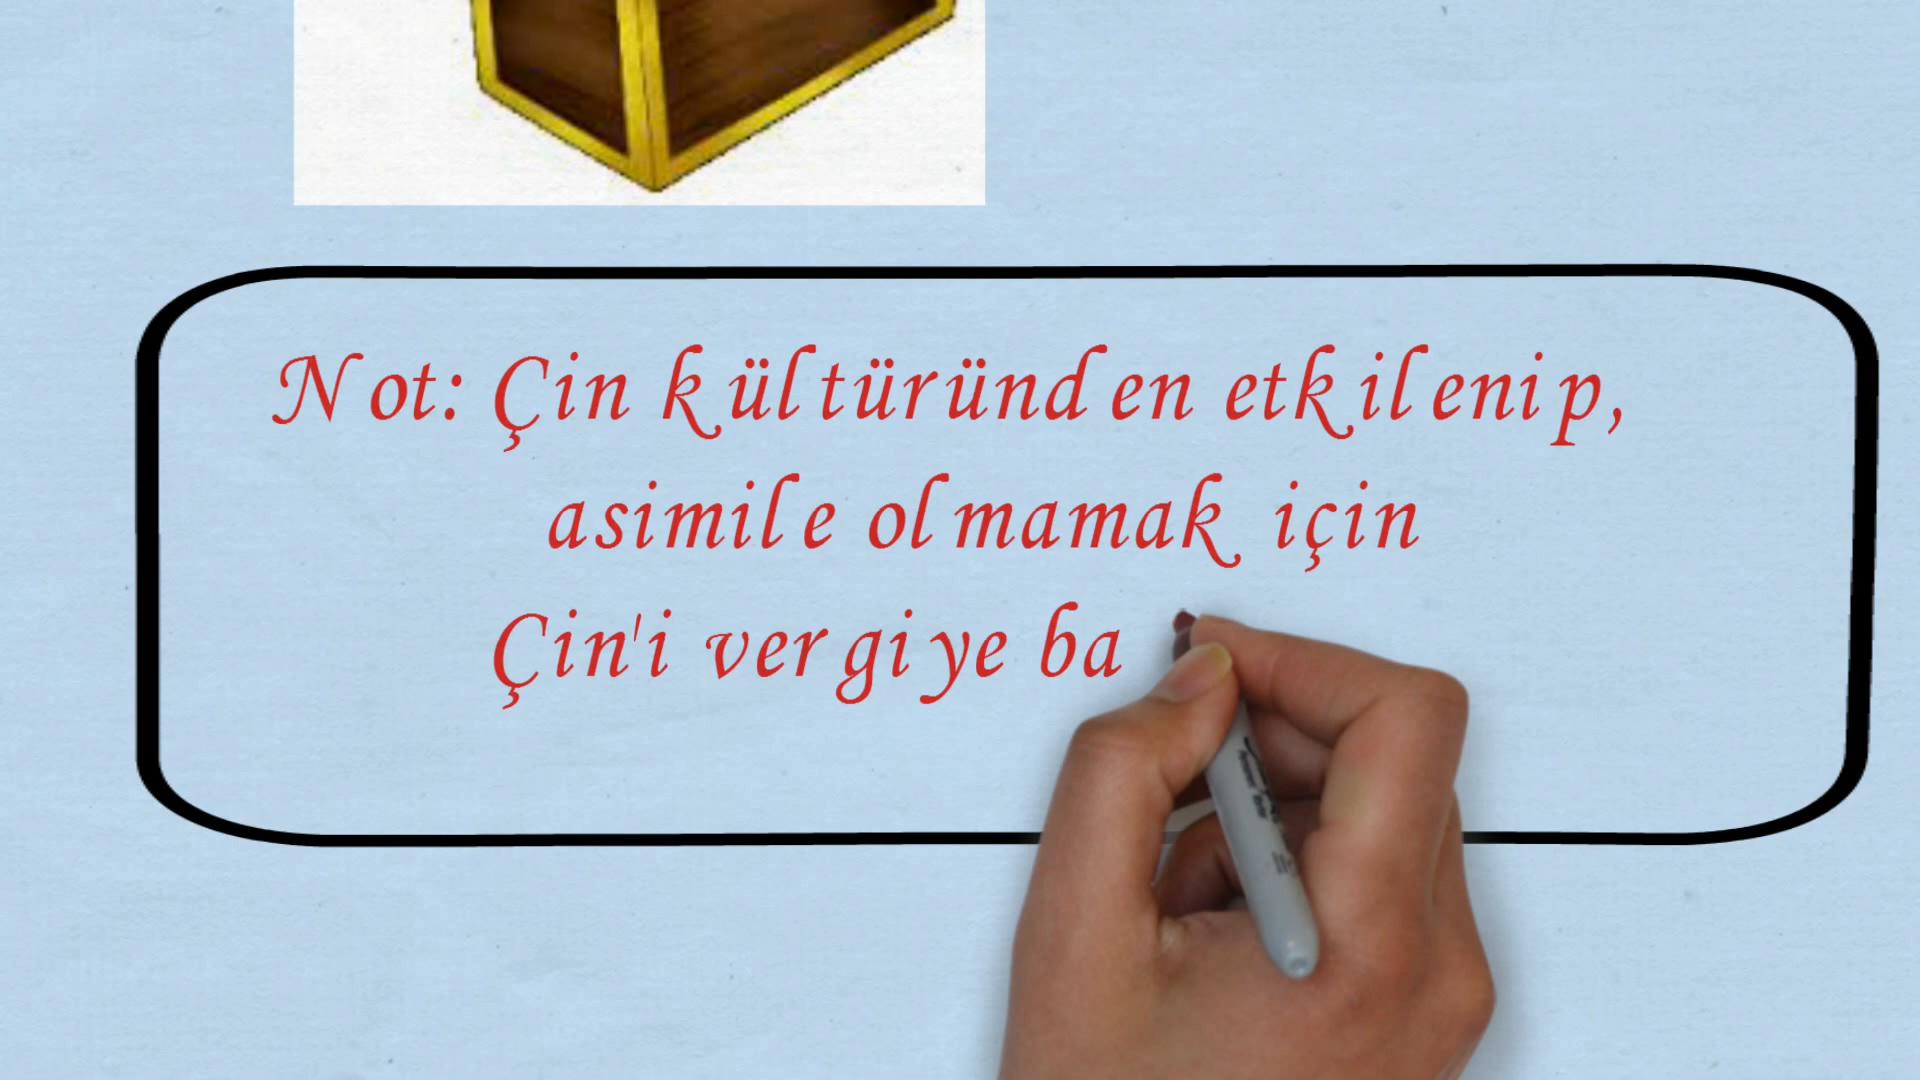 Not: Çin kültüründen etkilenip,
asimile olmamak için
Çin'i vergiye ba